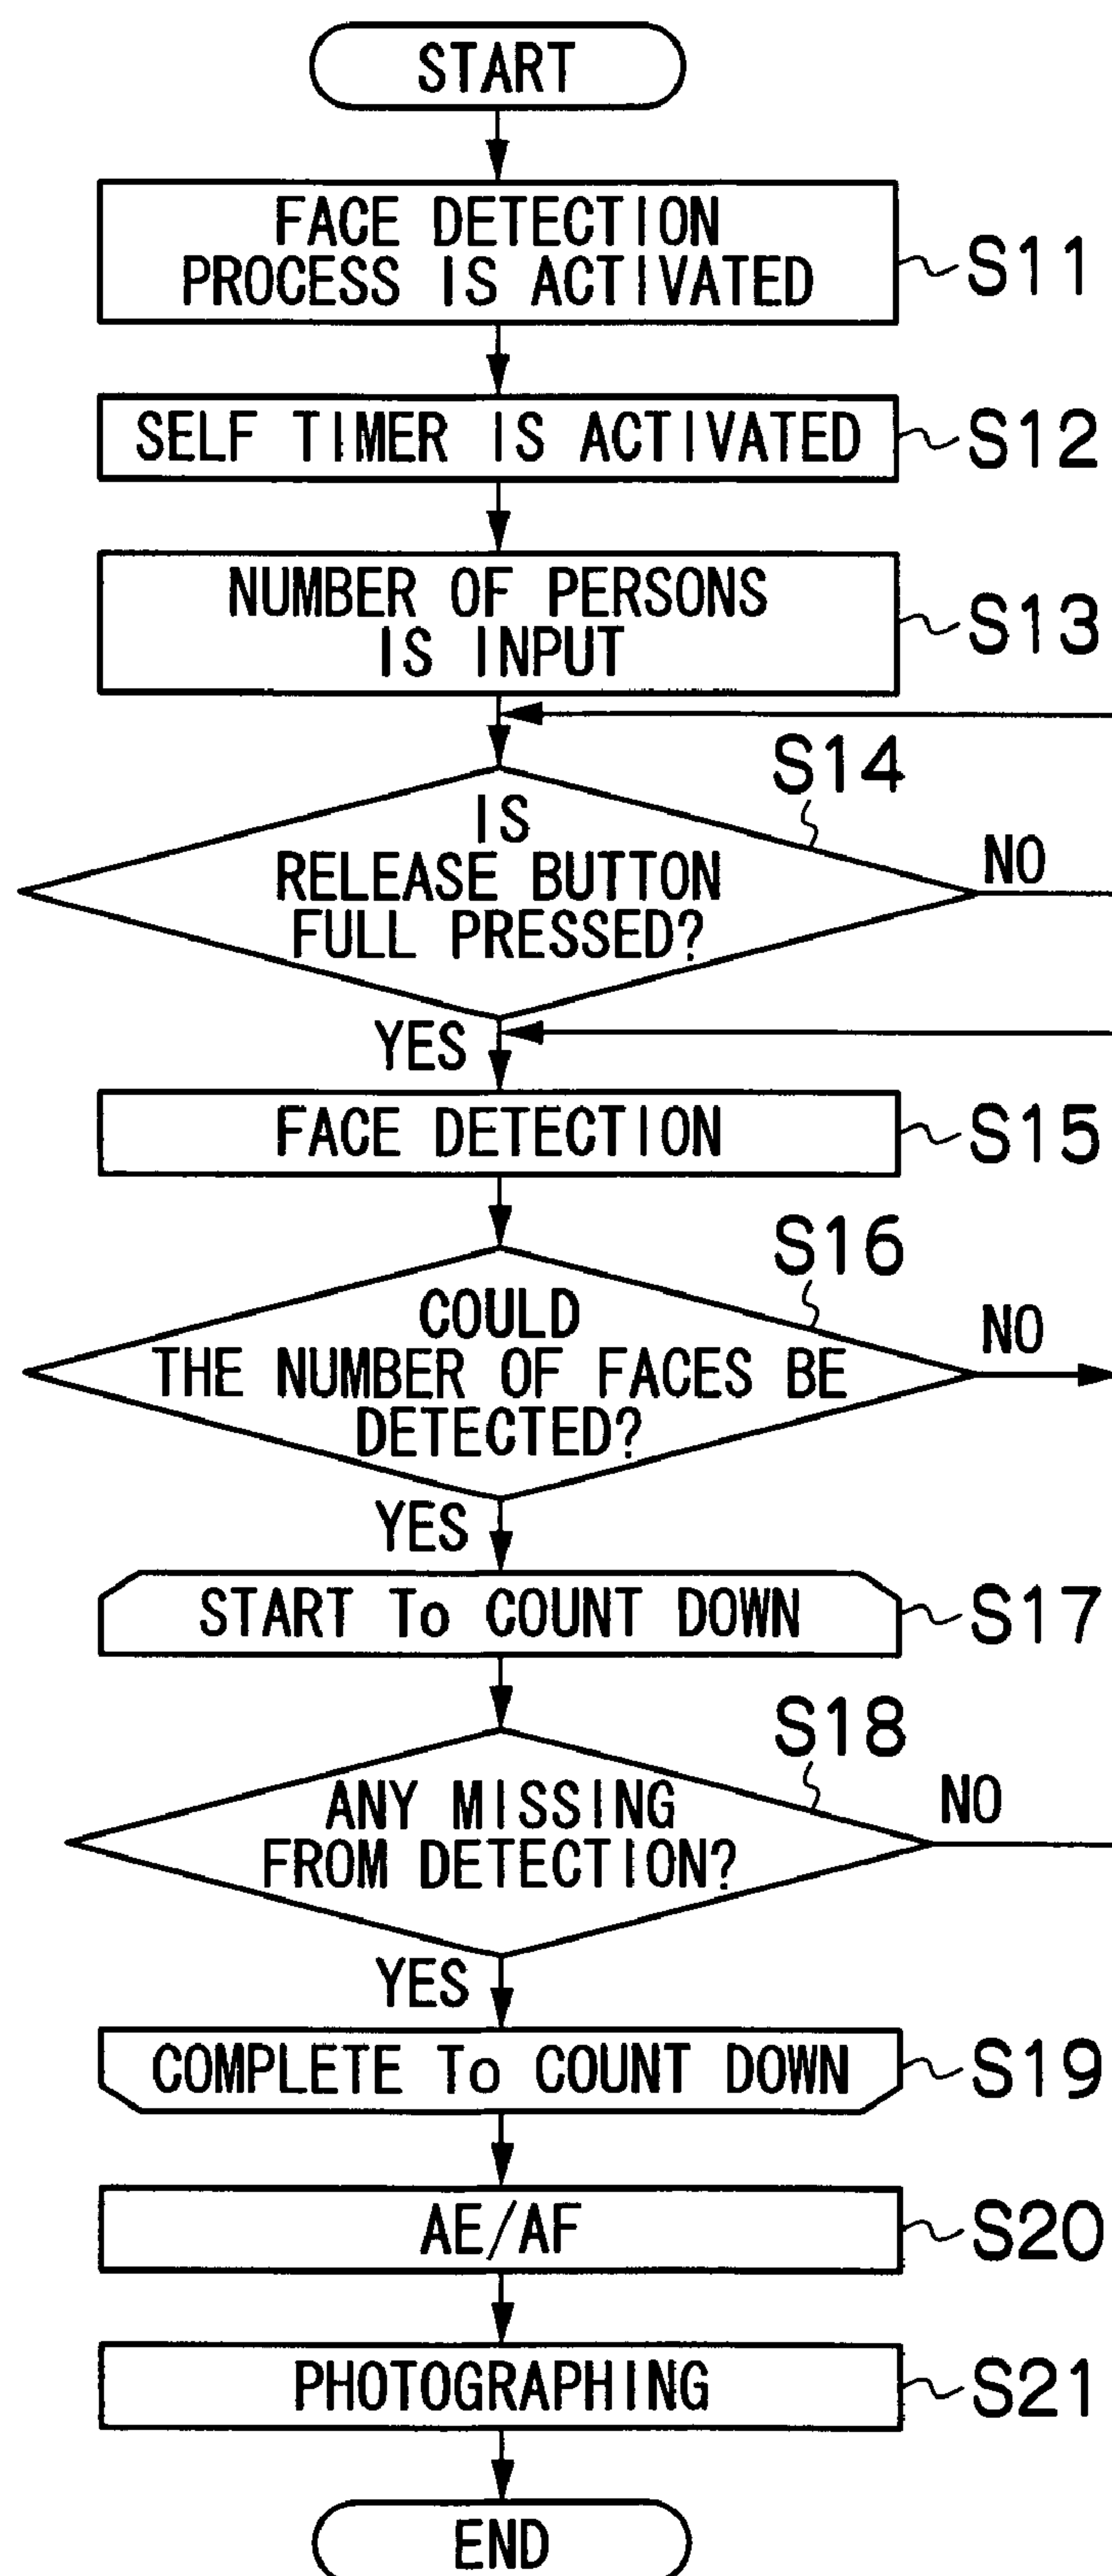 START
FACE DETECTION
PROCESS IS ACTIVATED
S11
SELF TIMER IS ACTIVATED
S12
NUMBER OF PERSONS
IS INPUT
S13
S14
IS
RELEASE BUTTON
FULL PRESSED?
NO
YES
FACE DETECTION
S15
S16
COULD
THE NUMBER OF FACES BE
DETECTED?
NO
YES
START To COUNT DOWN
S17
S18
ANY MISSING
FROM DETECTION?
NO
YES
COMPLETE To COUNT DOWN
S19
AE/AF
S20
PHOTOGRAPHING
S21
END